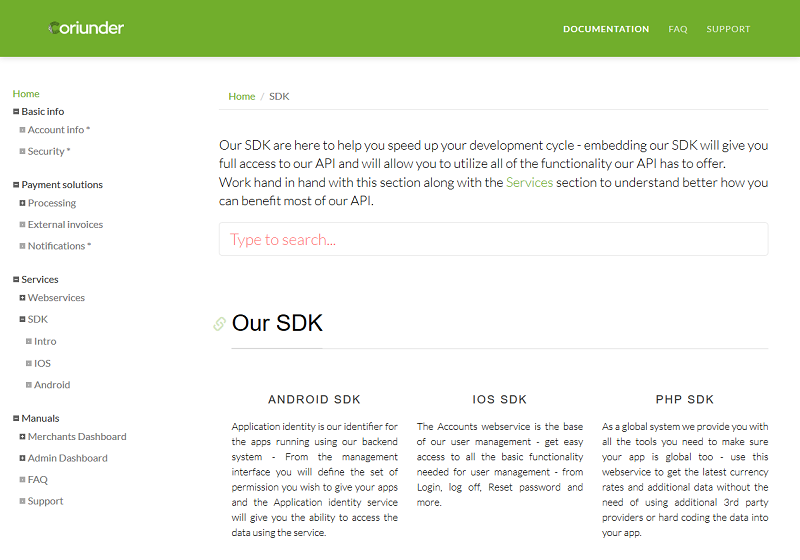 Coriunder
DOCUMENTATION FAQ SUPPORT
Home
Basic info
Account info *
Security *
Payment solutions
Processing
External invoices
Notifications *
Services
Webservices
SDK
Intro
IOS
Android
Manuals
Merchants Dashboard
Admin Dashboard
FAQ
Support
Home / SDK
Our SDK are here to help you speed up your development cycle - embedding our SDK will give you
full access to our API and will allow you to utilize all of the functionality our API has to offer.
Work hand in hand with this section along with the Services section to understand better how you
can benefit most of our API.
Type to search...
Our SDK
ANDROID SDK
Application identity is our identifier for
the apps running using our backend
system - From the management
interface you will define the set of
permission you wish to give your apps
and the Application identity service
will give you the ability to access the
data using the service.
IOS SDK
The Accounts webservice is the base
of our user management - get easy
access to all the basic functionality
needed for user management - from
Login, log off, Reset password and
more.
PHP SDK
As a global system we provide you with
all the tools you need to make sure
your app is global too - use this
webservice to get the latest currency
rates and additional data without the
need of using additional 3rd party
providers or hard coding the data into
your app.